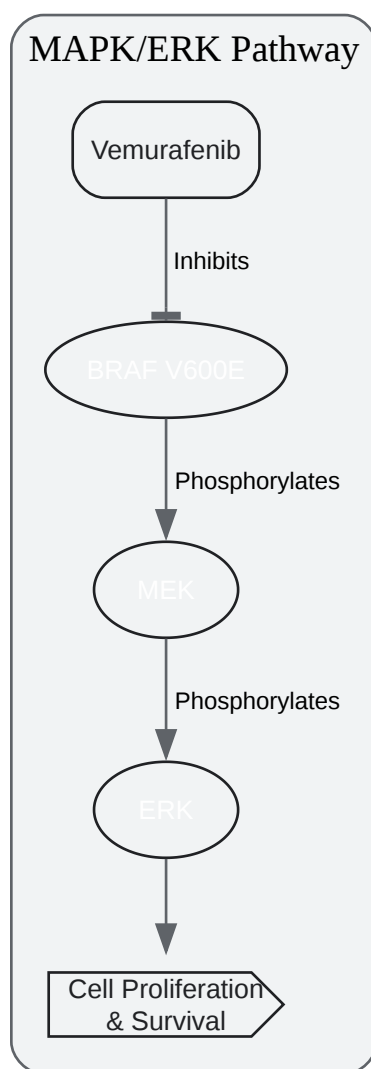 MAPK/ERK Pathway
Vemurafenib
Inhibits
BRAF V600E
Phosphorylates
MEK
Phosphorylates
ERK
Cell Proliferation
& Survival